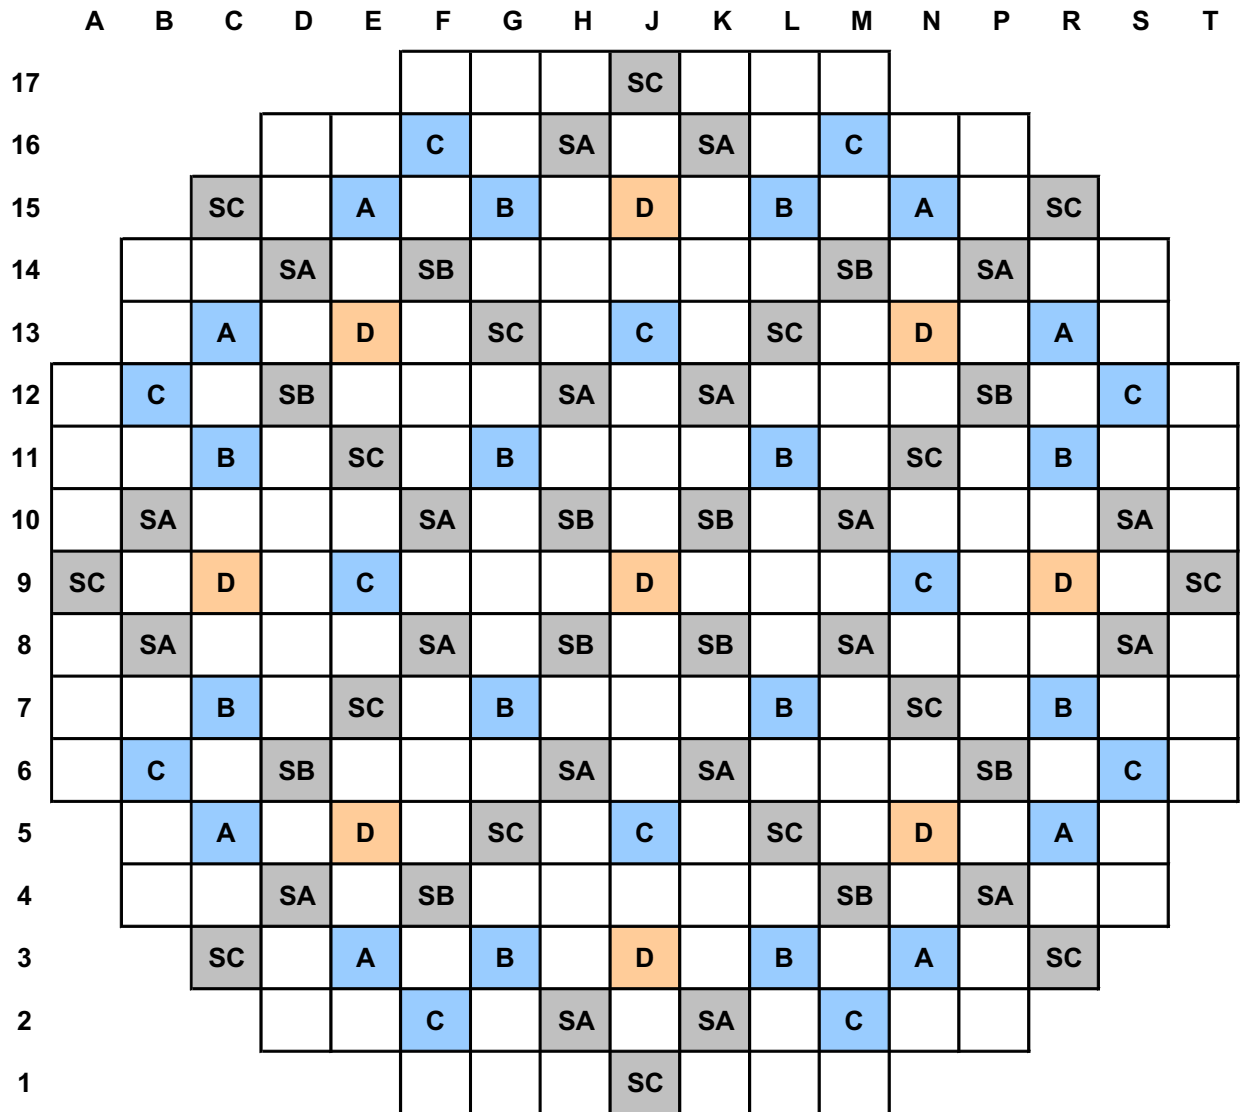 A B C D E F G H J K L M N P R S T
17 SC
16 C SA SA C
15 SC A B D B A SC
14 SA SB SB SA
13 A D SC C SC D A
12 C SB SA SA SB C
11 B SC B B SC B
10 SA SA SB SB SA SA
9 SC D C D C D SC
8 SA SA SB SB SA SA
7 B SC B B SC B
6 C SB SA SA SB C
5 A D SC C SC D A
4 SA SB SB SA
3 SC A B D B A SC
2 C SA SA C
1 SC